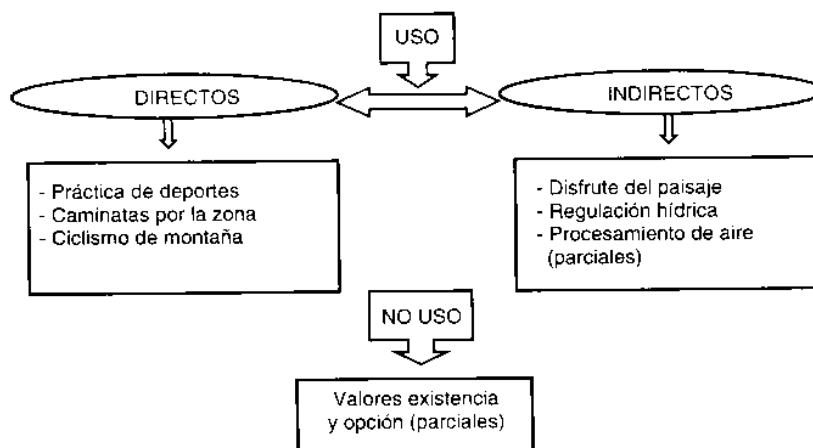 USO
DIRECTOS
INDIRECTOS
- Práctica de deportes
- Caminatas por la zona
- Ciclismo de montaña
- Disfrute del paisaje
- Regulación hídrica
- Procesamiento de aire
(parciales)
NO USO
Valores existencia
y opción (parciales)